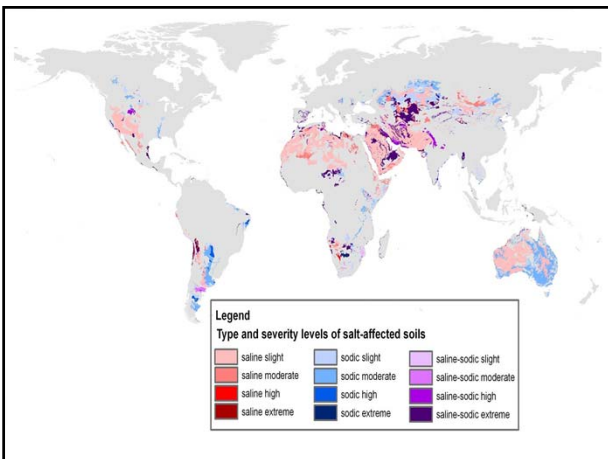 Legend
Type and severity levels of salt-affected soils
saline slight
saline moderate
saline high
saline extreme
sodic slight
sodic moderate
sodic high
sodic extreme
saline-sodic slight
saline-sodic moderate
saline-sodic high
saline-sodic extreme